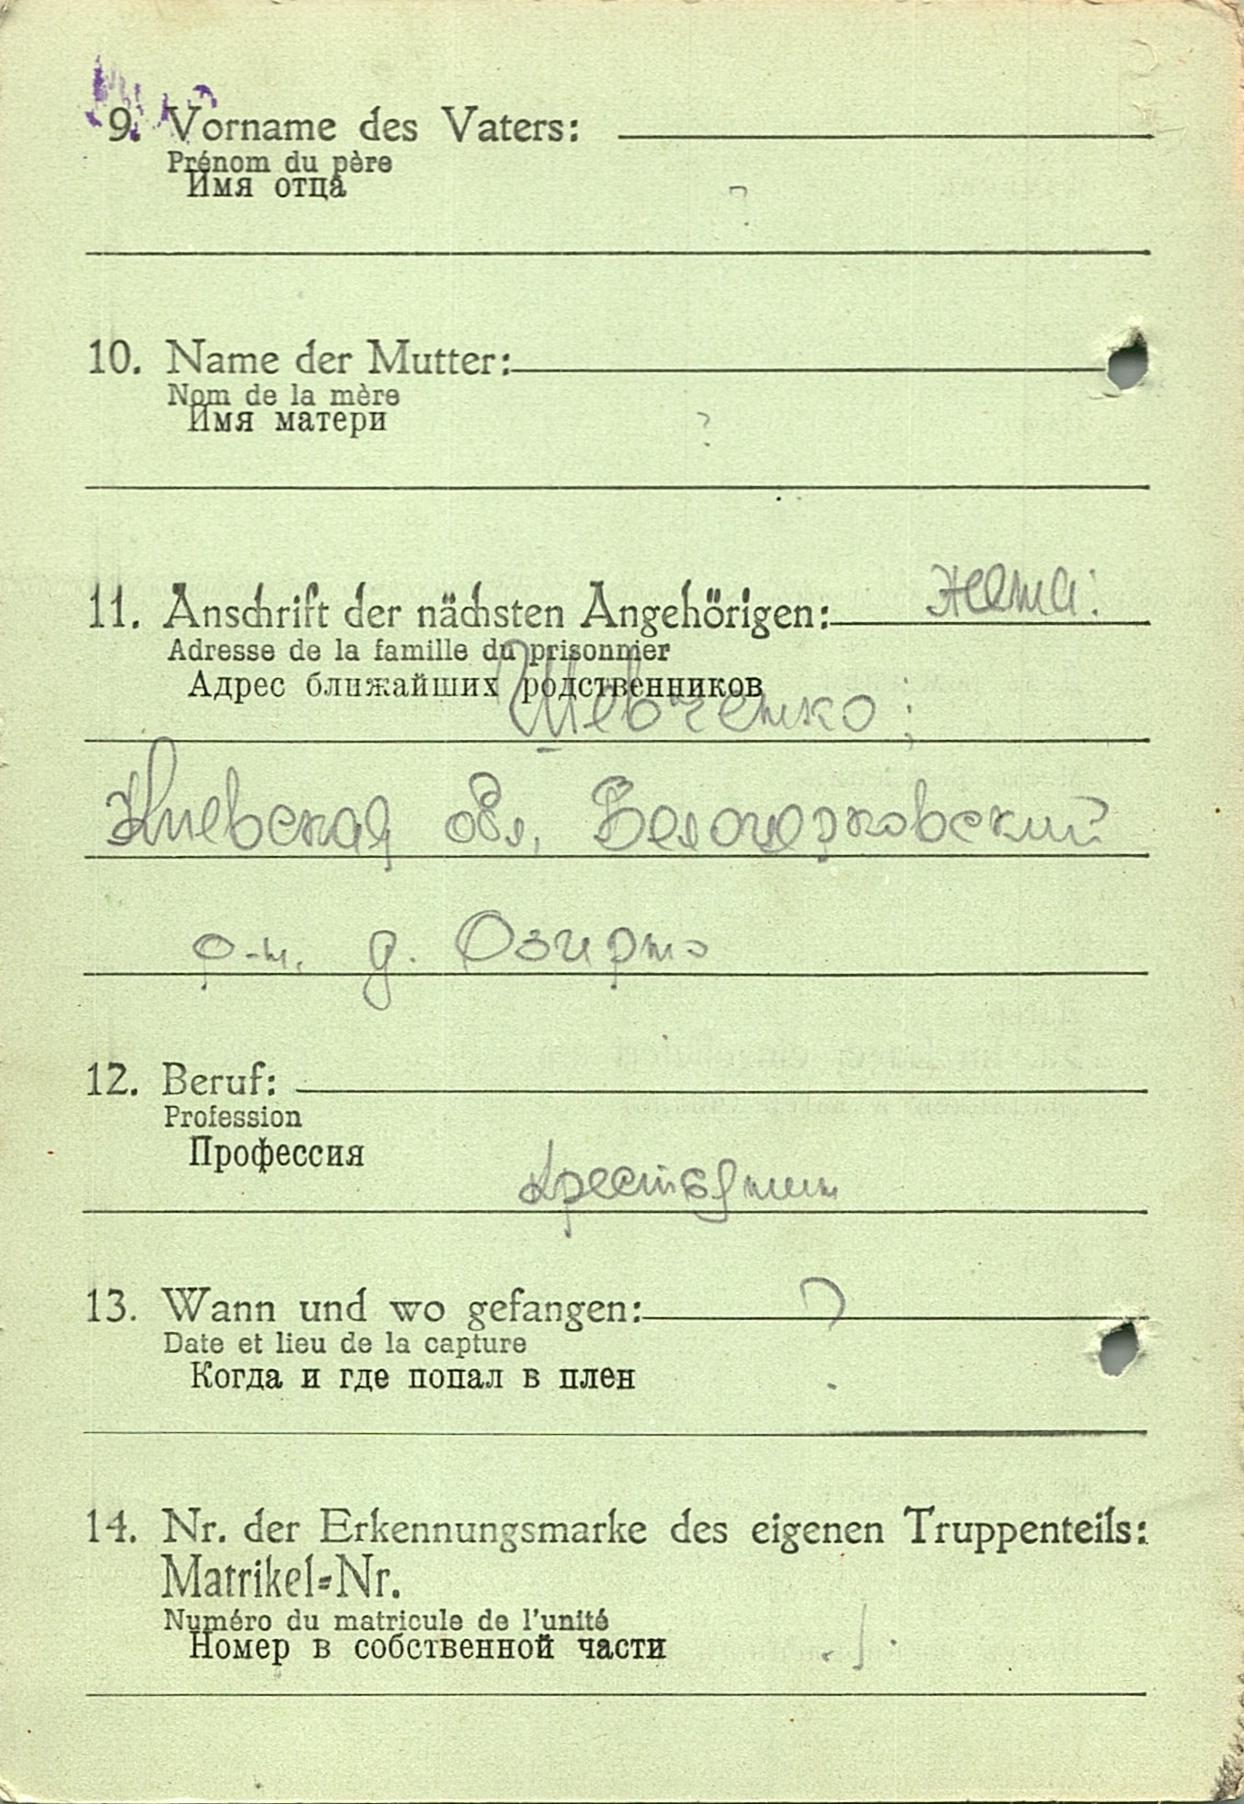 9. Vorname des Vaters:
Prénom du père
Имя отца
?
10. Name der Mutter:
Nom de la mère
Имя матери
?
11. Anschrift der nächsten Angehörigen: жена:
Adresse de la famille du prisonnier
Адрес ближайших родственников
Шевченко;
Киевская обл, Белоцерковский
р-н. д. Озирно
12. Beruf:
Profession
Профессия
крестьянин
13. Wann und wo gefangen: ?
Date et lieu de la capture
Когда и где попал в плен
14. Nr. der Erkennungsmarke des eigenen Truppenteils:
Matrikel-Nr.
Numéro du matricule de l'unité
Номер в собственной части